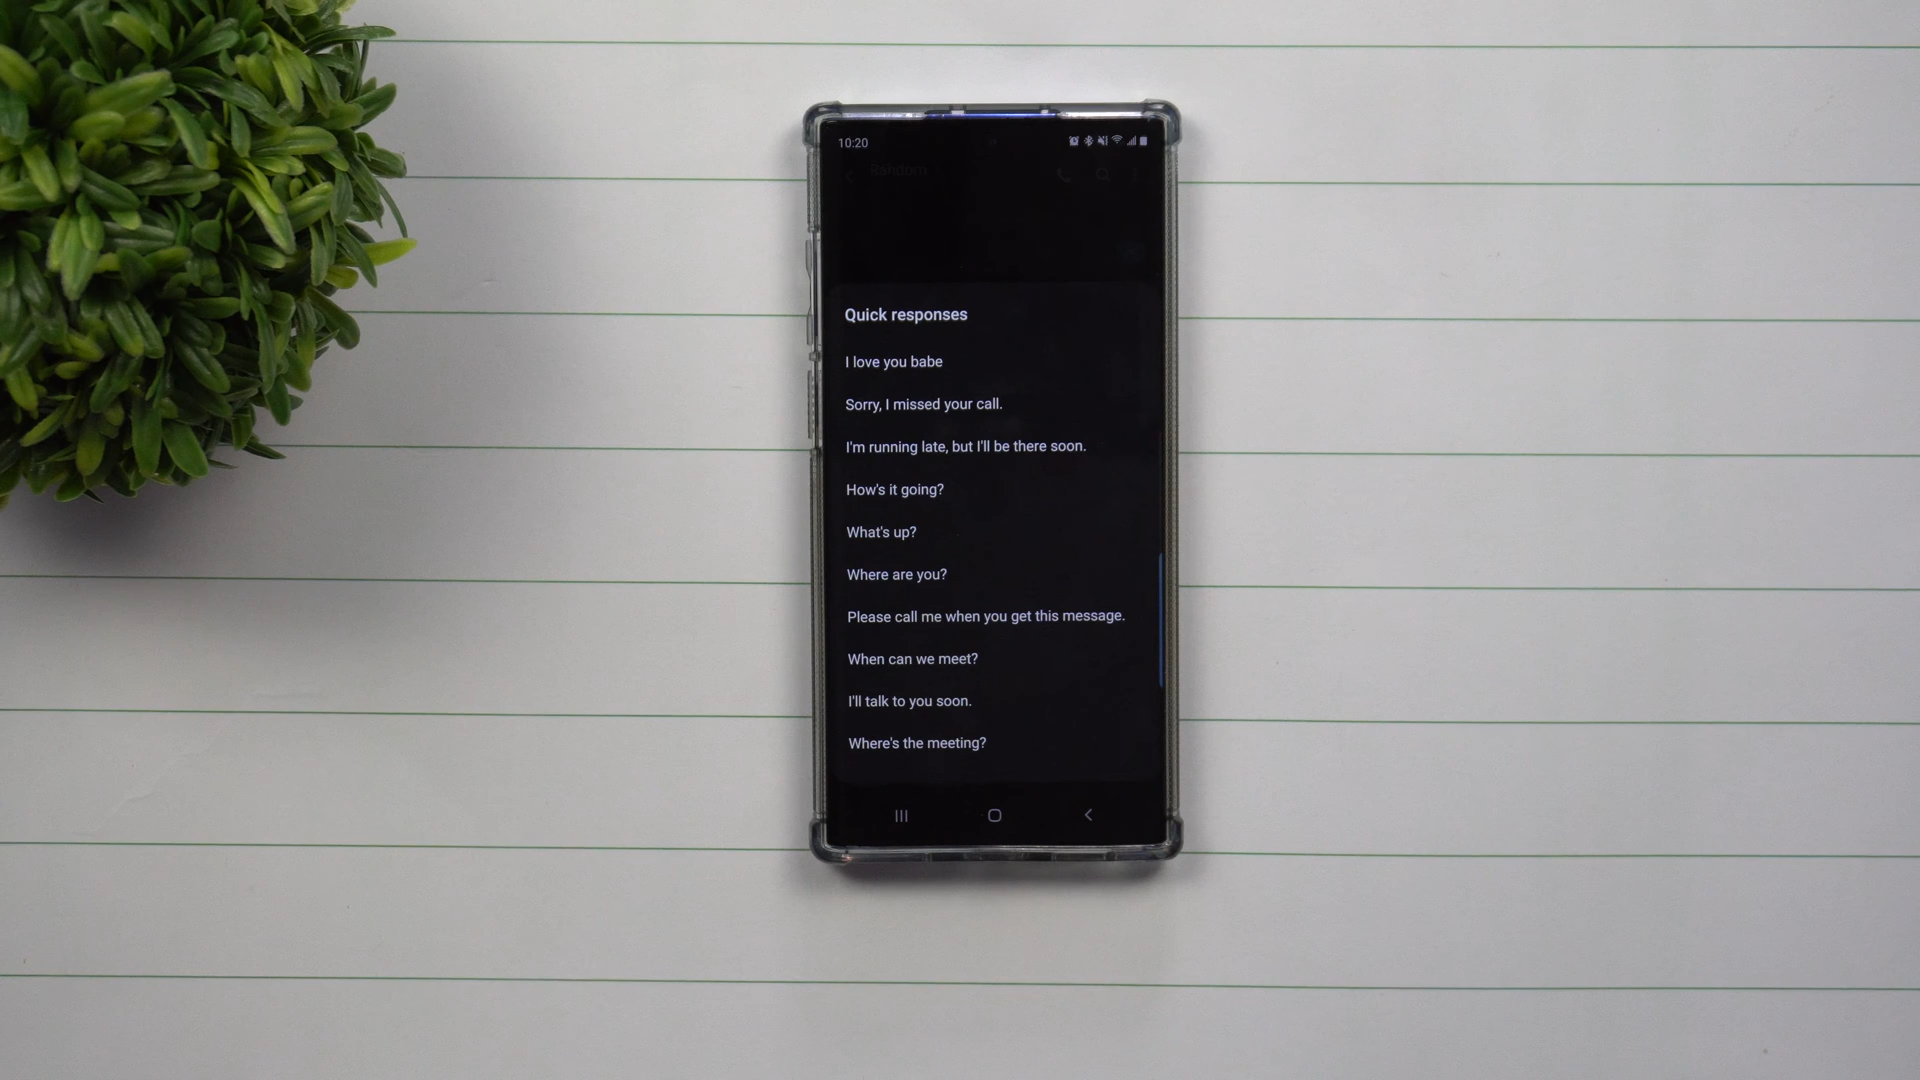 10:20
Random
Quick responses
I love you babe
Sorry, I missed your call.
I'm running late, but I'll be there soon.
How's it going?
What's up?
Where are you?
Please call me when you get this message.
When can we meet?
I'll talk to you soon.
Where's the meeting?